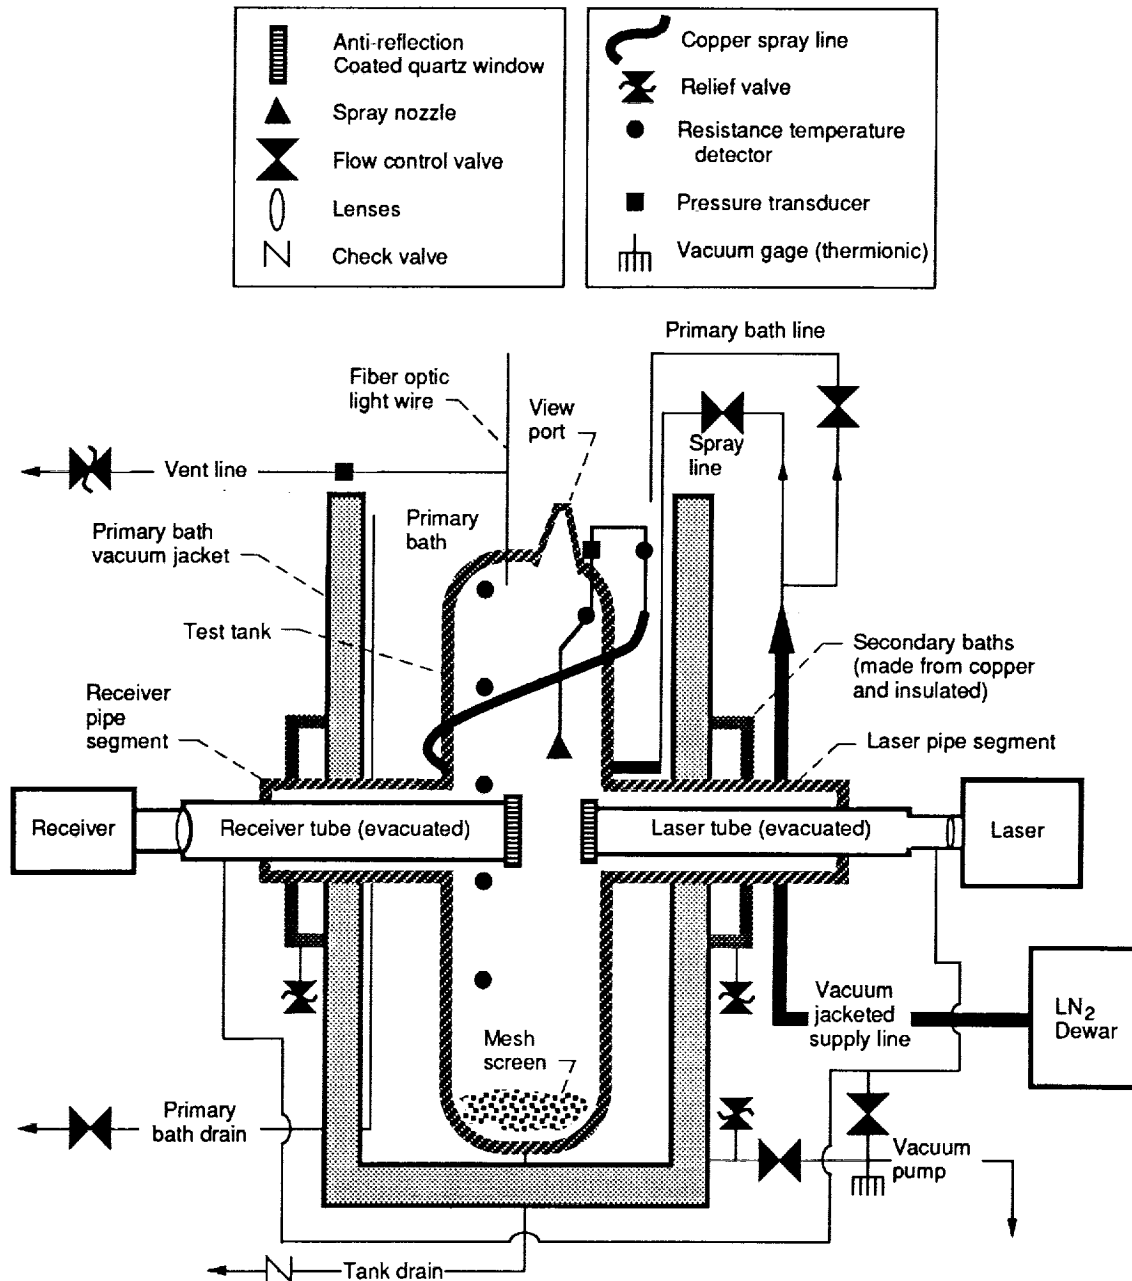 Anti-reflection
Coated quartz window
Spray nozzle
Flow control valve
Lenses
Check valve
Copper spray line
Relief valve
Resistance temperature
detector
Pressure transducer
Vacuum gage (thermionic)
Primary bath line
Fiber optic
light wire
View
port
Spray
line
Vent line
Primary bath
vacuum jacket
Primary
bath
Test tank
Secondary baths
(made from copper
and insulated)
Receiver
pipe
segment
Laser pipe segment
Receiver
Receiver tube (evacuated)
Laser tube (evacuated)
Laser
Vacuum
jacketed
supply line
LN2
Dewar
Mesh
screen
Primary
bath drain
Vacuum
pump
Tank drain